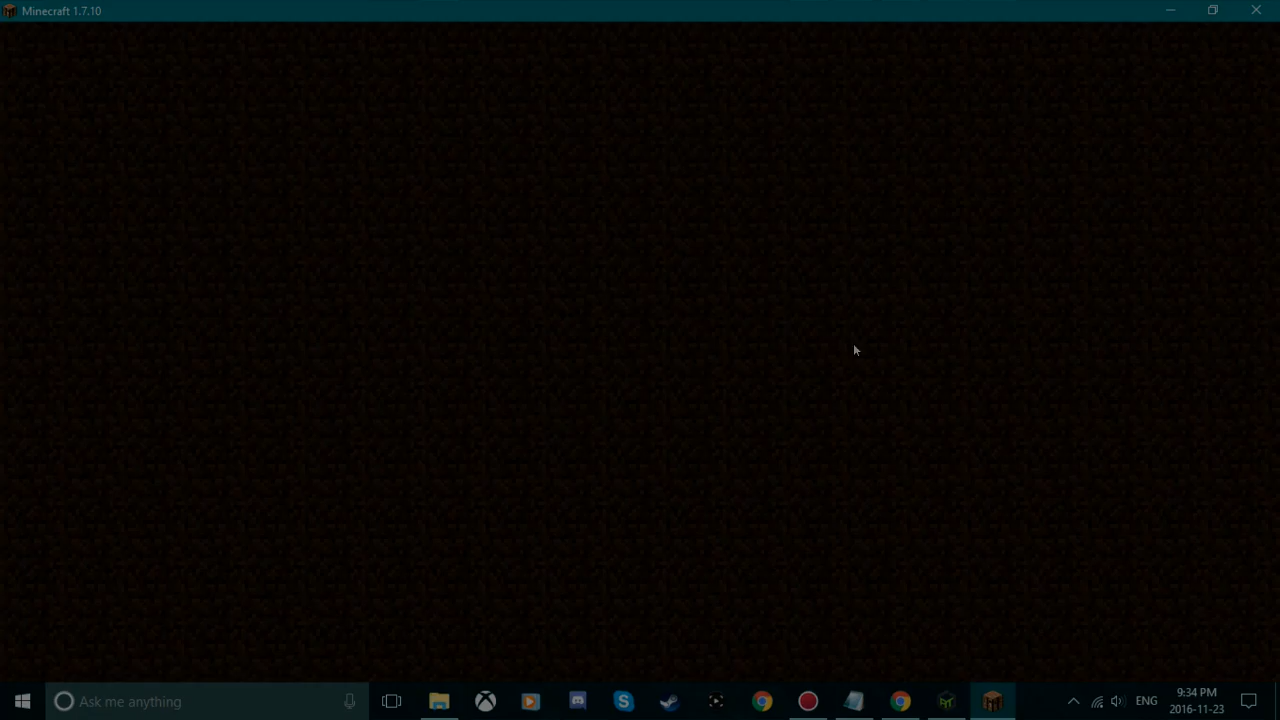 Minecraft 1.7.10
Ask me anything
ENG
9:34 PM
2016-11-23